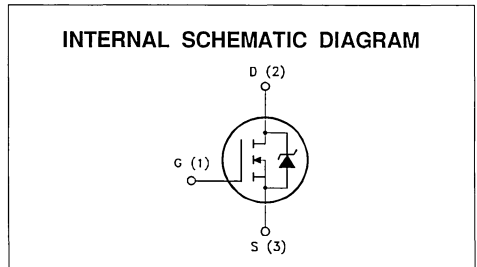 INTERNAL SCHEMATIC DIAGRAM
D (2)
G (1)
S (3)